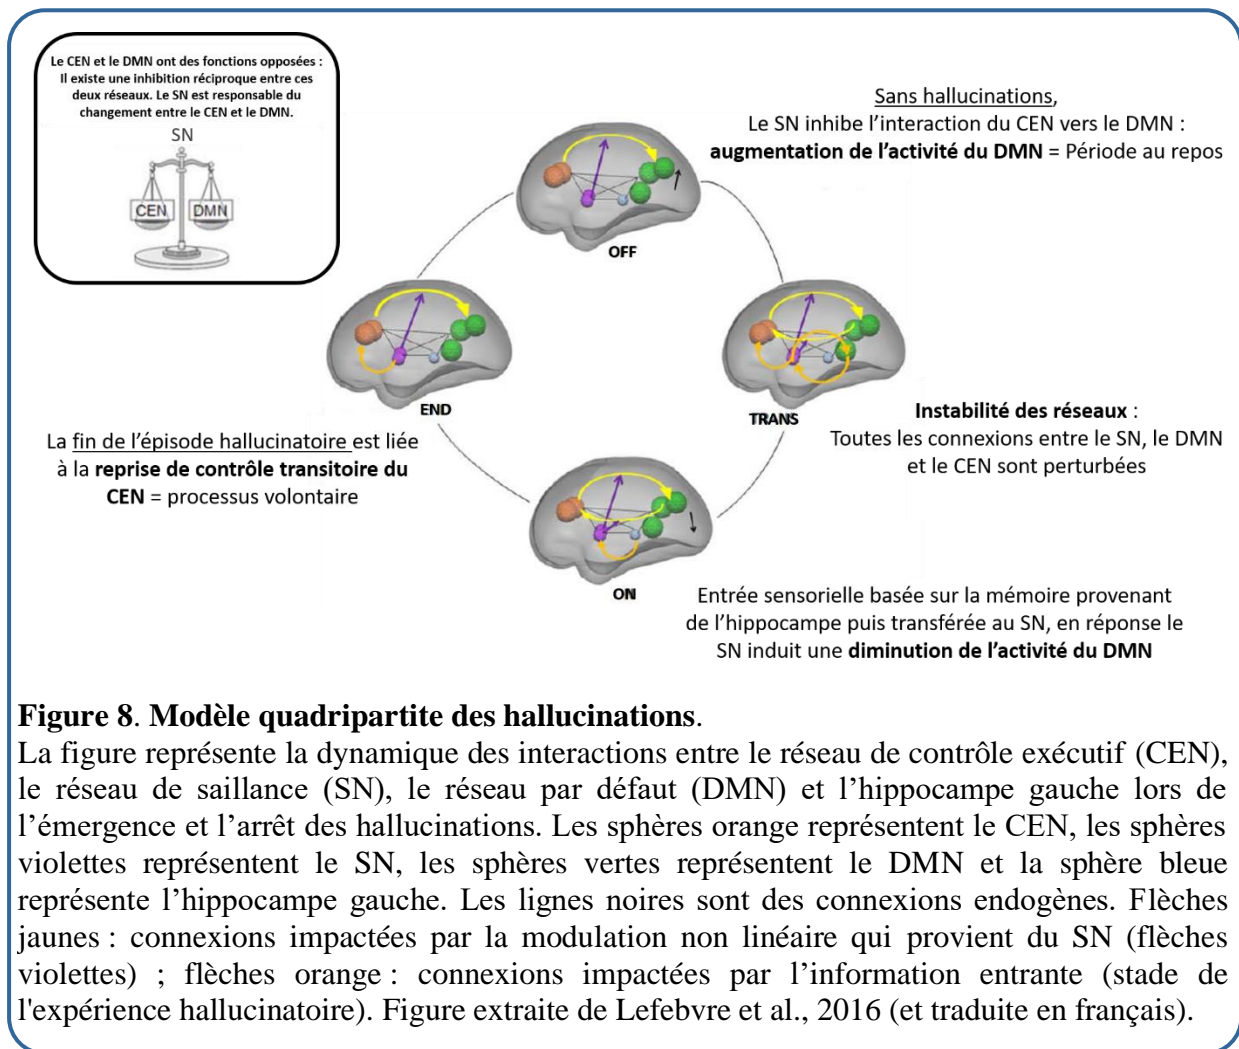 Le CEN et le DMN ont des fonctions opposées :
Il existe une inhibition réciproque entre ces
deux réseaux. Le SN est responsable du
changement entre le CEN et le DMN.
SN
CEN
DMN
Sans hallucinations,
Le SN inhibe l’interaction du CEN vers le DMN :
augmentation de l’activité du DMN = Période au repos
OFF
END
TRANS
La fin de l’épisode hallucinatoire est liée
à la reprise de contrôle transitoire du
CEN = processus volontaire
Instabilité des réseaux :
Toutes les connexions entre le SN, le DMN
et le CEN sont perturbées
ON
Entrée sensorielle basée sur la mémoire provenant
de l’hippocampe puis transférée au SN, en réponse le
SN induit une diminution de l’activité du DMN
Figure 8. Modèle quadripartite des hallucinations.
La figure représente la dynamique des interactions entre le réseau de contrôle exécutif (CEN),
le réseau de saillance (SN), le réseau par défaut (DMN) et l’hippocampe gauche lors de
l’émergence et l’arrêt des hallucinations. Les sphères orange représentent le CEN, les sphères
violettes représentent le SN, les sphères vertes représentent le DMN et la sphère bleue
représente l’hippocampe gauche. Les lignes noires sont des connexions endogènes. Flèches
jaunes : connexions impactées par la modulation non linéaire qui provient du SN (flèches
violettes) ; flèches orange : connexions impactées par l’information entrante (stade de
l'expérience hallucinatoire). Figure extraite de Lefebvre et al., 2016 (et traduite en français).